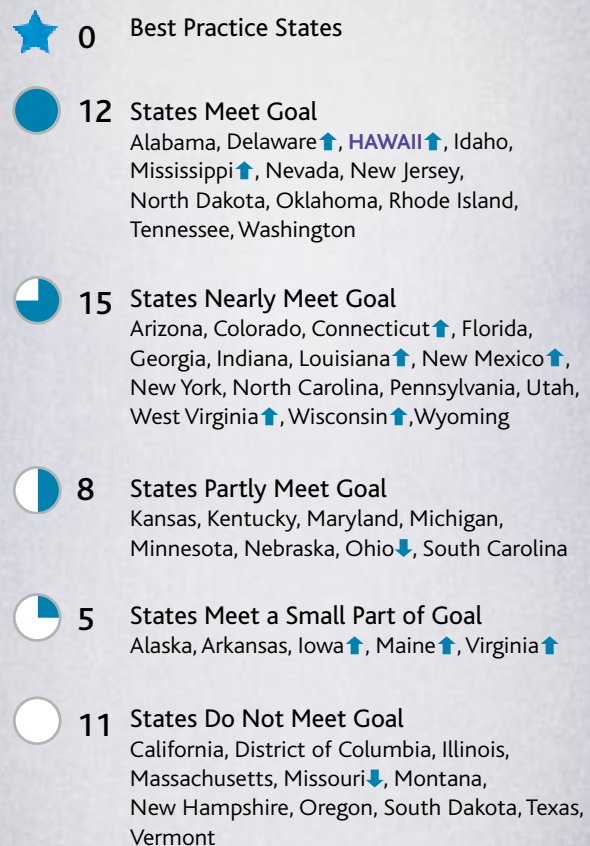 0 Best Practice States
12 States Meet Goal
Alabama, Delaware⬆, HAWAII⬆, Idaho,
Mississippi⬆, Nevada, New Jersey,
North Dakota, Oklahoma, Rhode Island,
Tennessee, Washington
15 States Nearly Meet Goal
Arizona, Colorado, Connecticut⬆, Florida,
Georgia, Indiana, Louisiana⬆, New Mexico⬆,
New York, North Carolina, Pennsylvania, Utah,
West Virginia⬆, Wisconsin⬆,Wyoming
8 States Partly Meet Goal
Kansas, Kentucky, Maryland, Michigan,
Minnesota, Nebraska, Ohio⬇, South Carolina
5 States Meet a Small Part of Goal
Alaska, Arkansas, Iowa⬆, Maine⬆, Virginia⬆
11 States Do Not Meet Goal
California, District of Columbia, Illinois,
Massachusetts, Missouri⬇, Montana,
New Hampshire, Oregon, South Dakota, Texas,
Vermont